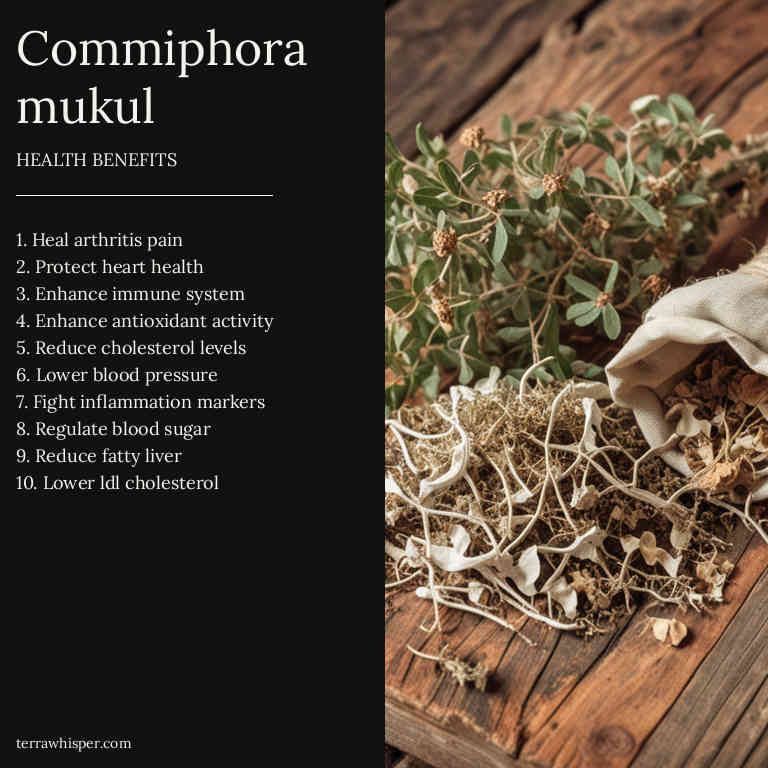 Commiphora
mukul
HEALTH BENEFITS
1. Heal arthritis pain
2. Protect heart health
3. Enhance immune system
4. Enhance antioxidant activity
5. Reduce cholesterol levels
6. Lower blood pressure
7. Fight inflammation markers
8. Regulate blood sugar
9. Reduce fatty liver
10. Lower ldl cholesterol
terrawhisper.com